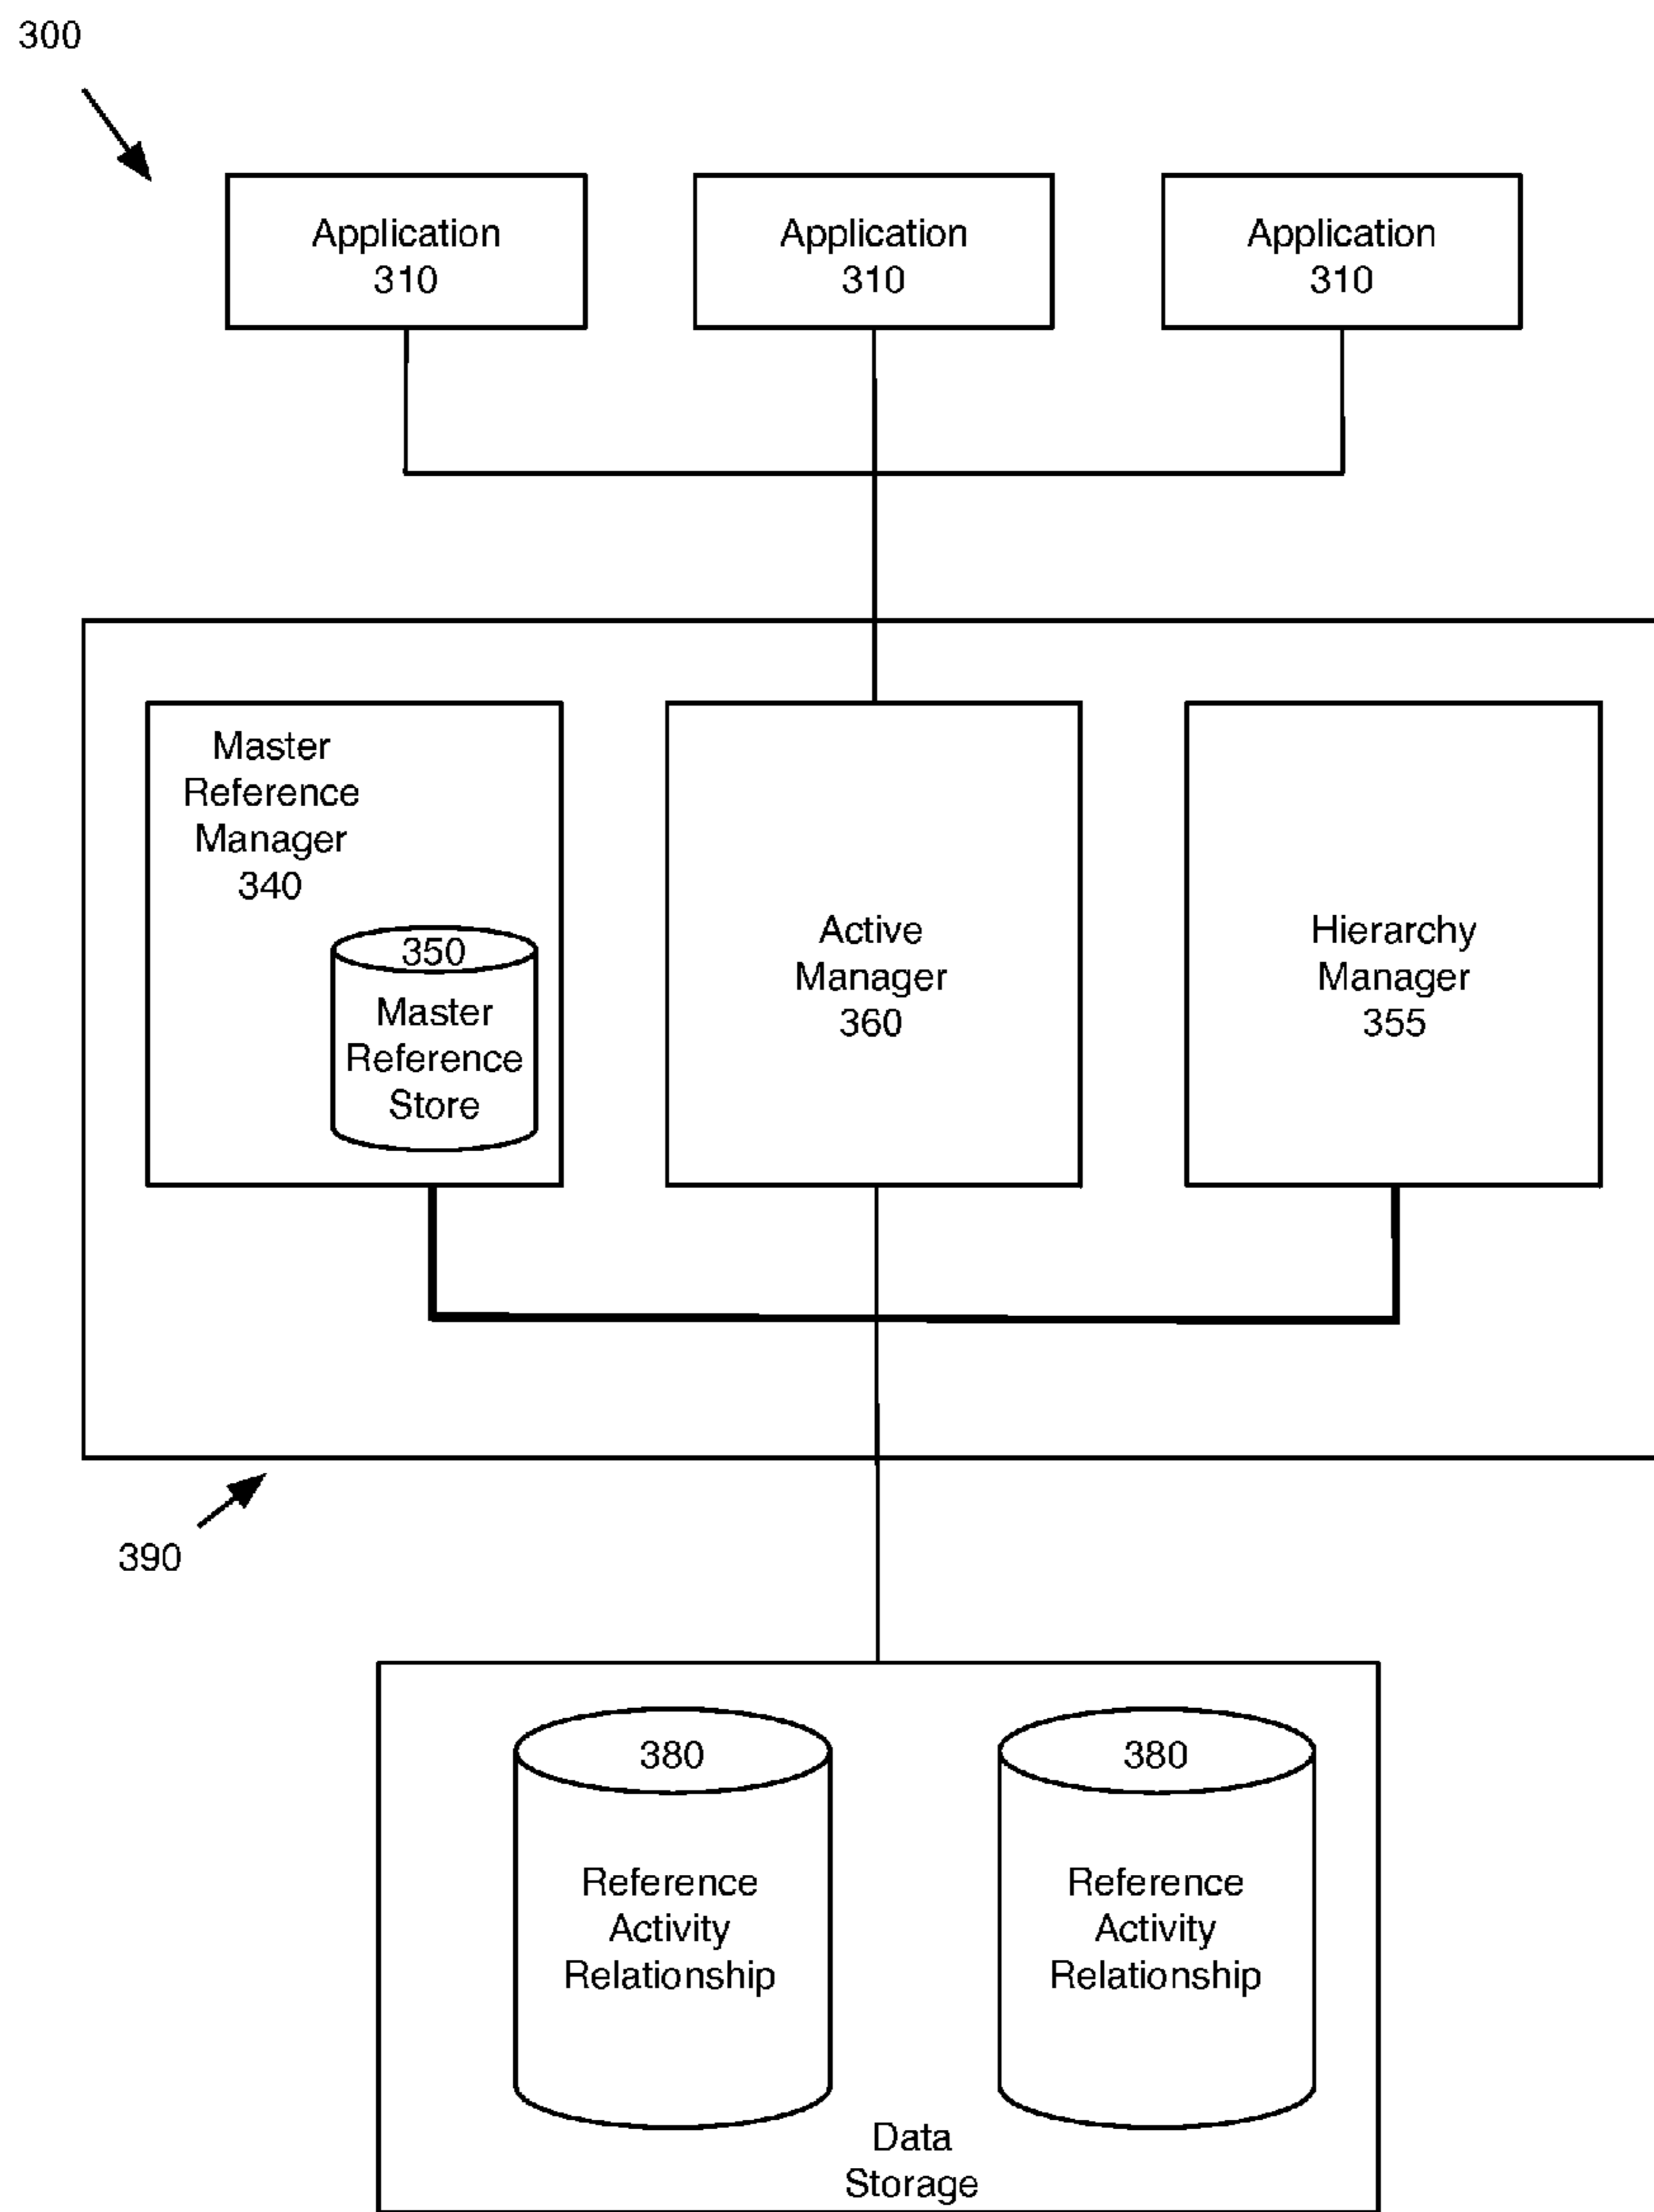 300
Application
310
Application
310
Application
310
Master
Reference
Manager
340
350
Master
Reference
Store
Active
Manager
360
Hierarchy
Manager
355
390
380
Reference
Activity
Relationship
380
Reference
Activity
Relationship
Data
Storage